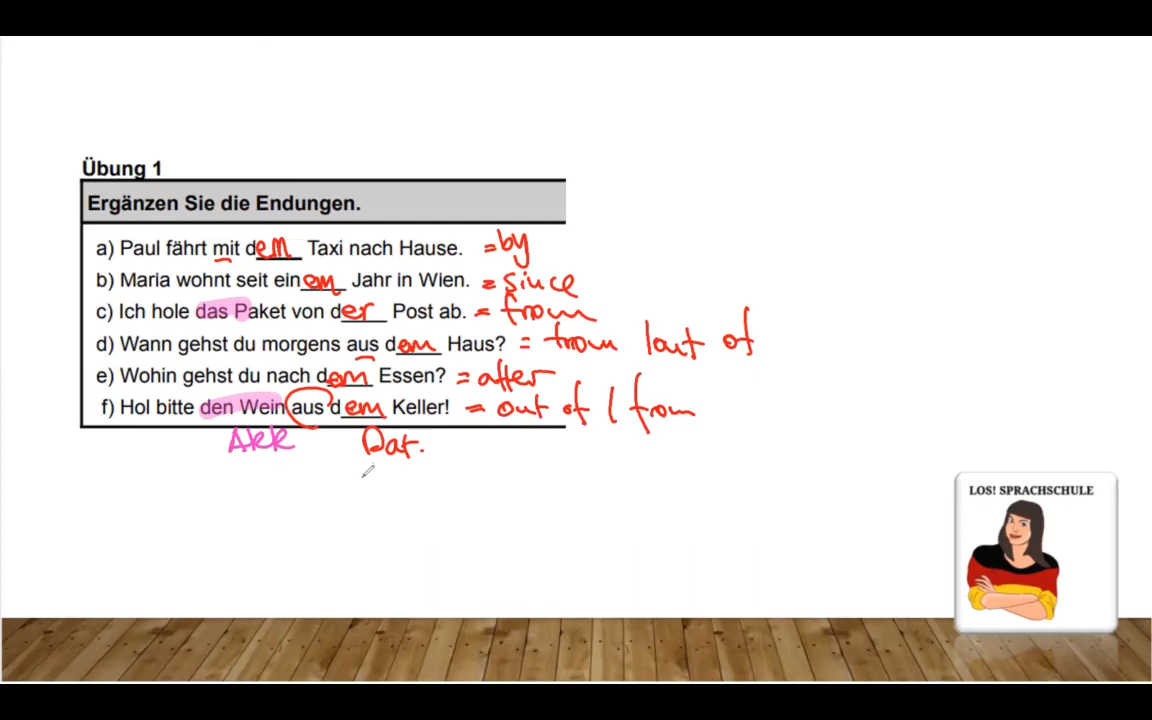 Übung 1
Ergänzen Sie die Endungen.
a) Paul fährt mit dem Taxi nach Hause. = by
b) Maria wohnt seit einem Jahr in Wien. = since
c) Ich hole das Paket von der Post ab. = from
d) Wann gehst du morgens aus dem Haus? = from / out of
e) Wohin gehst du nach dem Essen? = after
f) Hol bitte den Wein aus dem Keller! = out of / from
Akk Dat.
LOS! SPRACHSCHULE